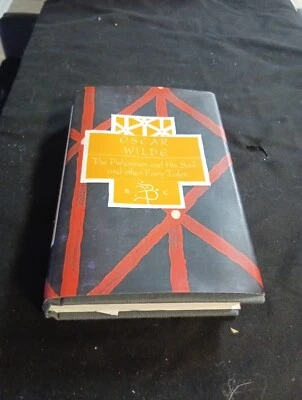 OSCAR
WILDE
The Fisherman and His Soul
and other Fairy Tales
B C